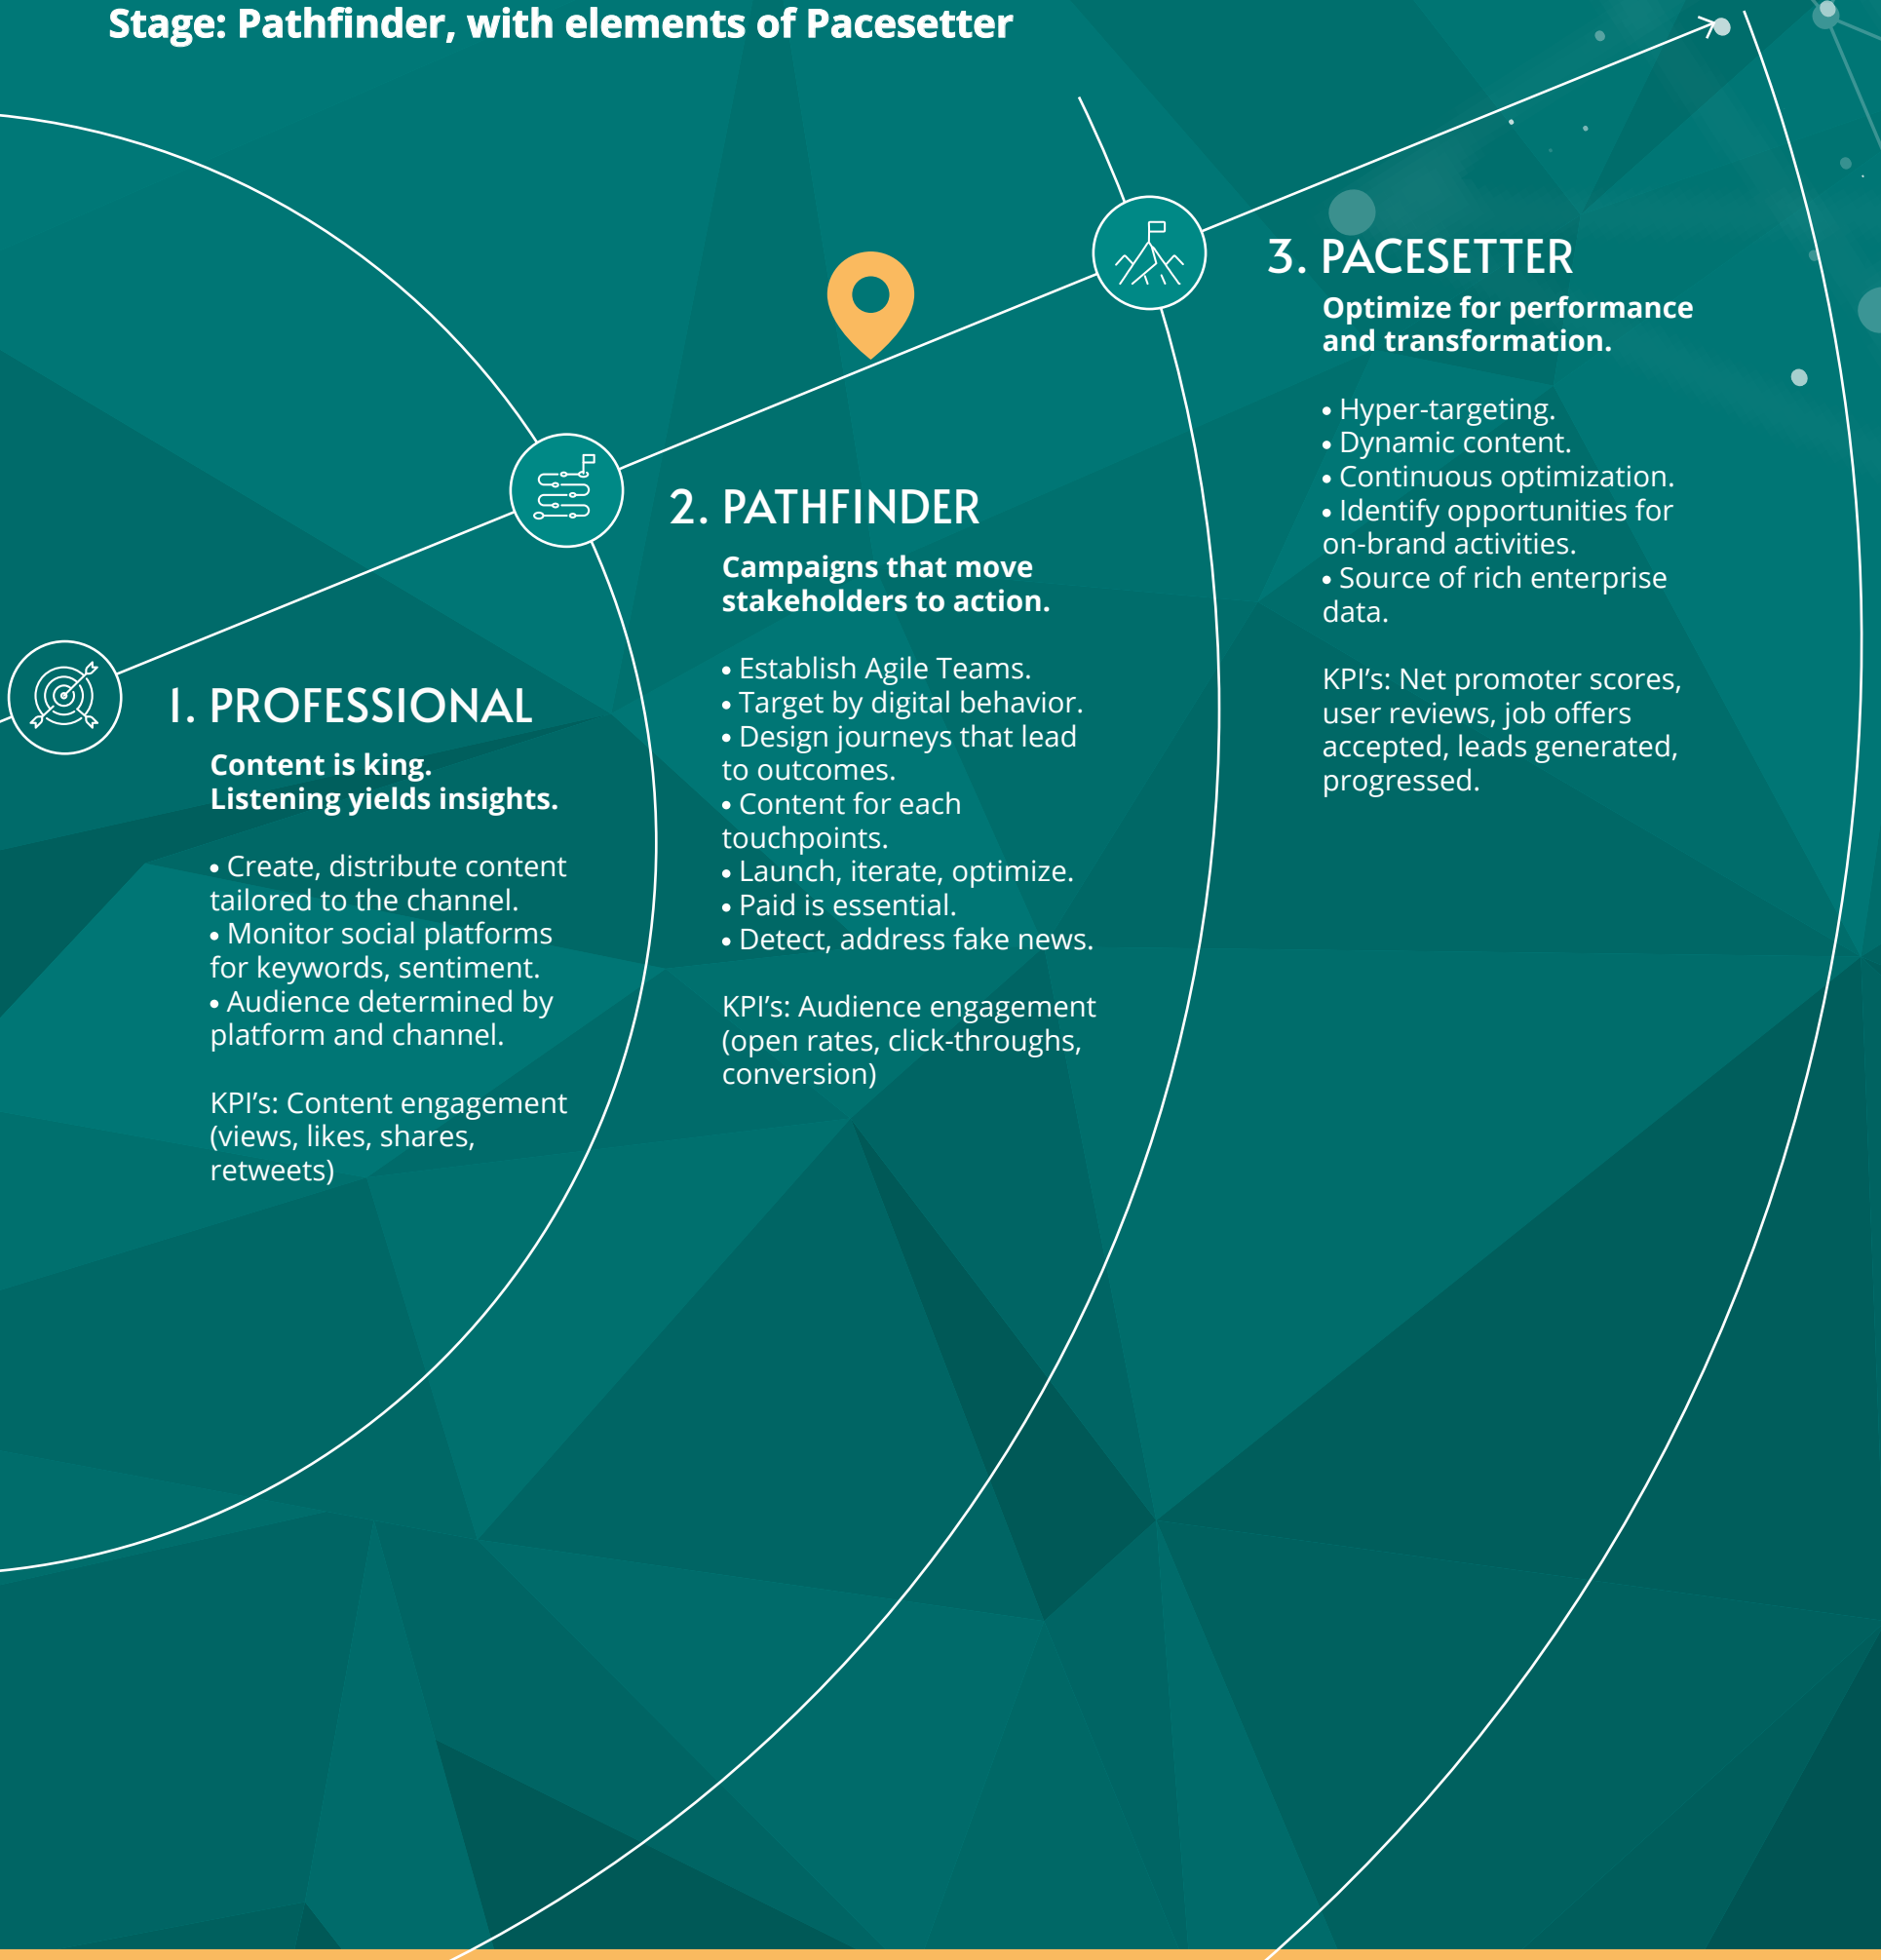 Stage: Pathfinder, with elements of Pacesetter
1. PROFESSIONAL
Content is king.
Listening yields insights.
• Create, distribute content
tailored to the channel.
• Monitor social platforms
for keywords, sentiment.
• Audience determined by
platform and channel.
KPI’s: Content engagement
(views, likes, shares,
retweets)
2. PATHFINDER
Campaigns that move
stakeholders to action.
• Establish Agile Teams.
• Target by digital behavior.
• Design journeys that lead
to outcomes.
• Content for each
touchpoints.
• Launch, iterate, optimize.
• Paid is essential.
• Detect, address fake news.
KPI’s: Audience engagement
(open rates, click-throughs,
conversion)
3. PACESETTER
Optimize for performance
and transformation.
• Hyper-targeting.
• Dynamic content.
• Continuous optimization.
• Identify opportunities for
on-brand activities.
• Source of rich enterprise
data.
KPI’s: Net promoter scores,
user reviews, job offers
accepted, leads generated,
progressed.